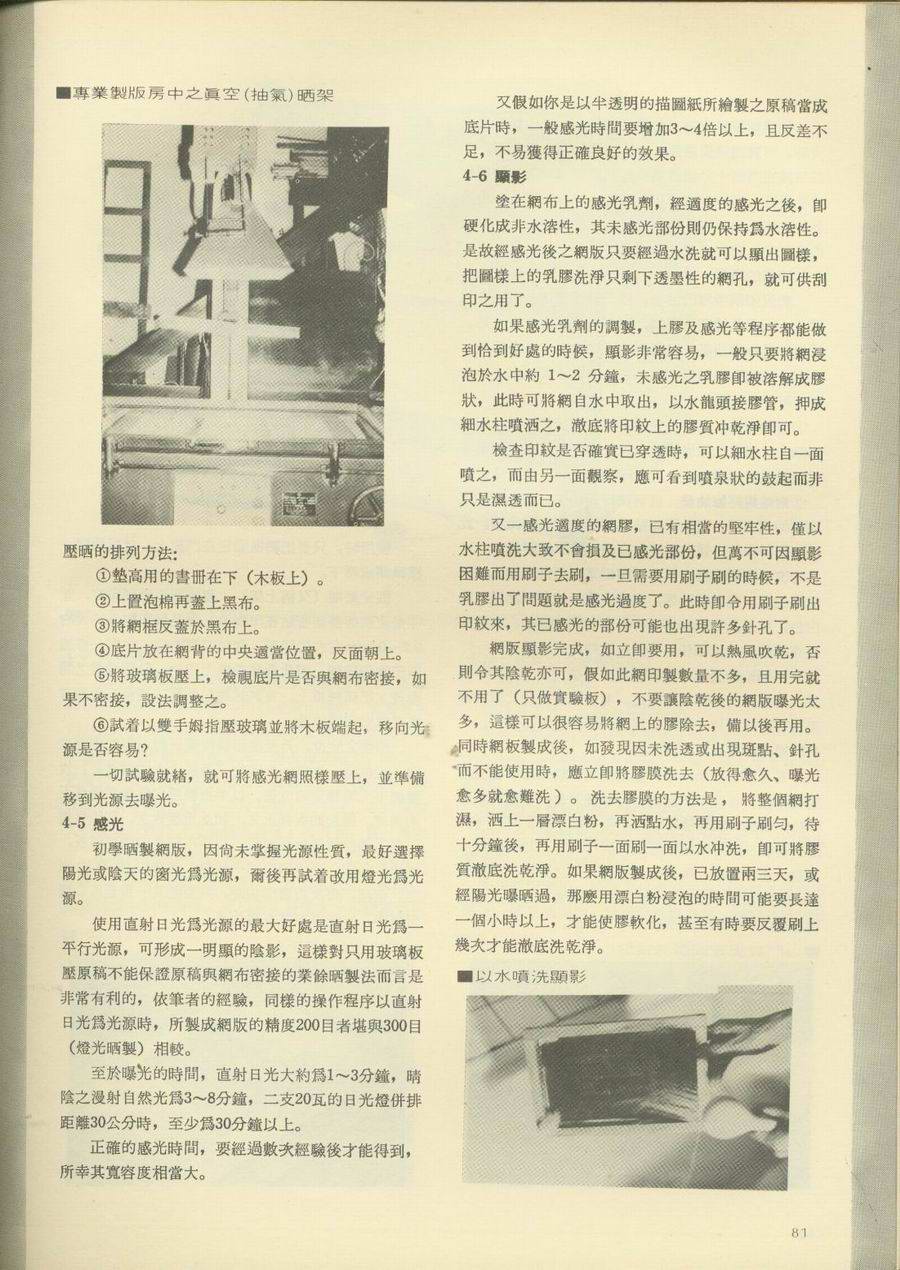 ■專業製版房中之眞空(抽氣)晒架
壓晒的排列方法:
①墊高用的書冊在下（木板上）。
②上置泡棉再蓋上黑布。
③將網框反蓋於黑布上。
④底片放在網背的中央適當位置，反面朝上。
⑤將玻璃板壓上，檢視底片是否與網布密接，如
果不密接，設法調整之。
⑥試着以雙手姆指壓玻璃並將木板端起，移向光
源是否容易?
一切試驗就緒，就可將感光網照樣壓上，並準備
移到光源去曝光。
4-5 感光
初學晒製網版，因尙未掌握光源性質，最好選擇
陽光或陰天的窗光爲光源，爾後再試着改用燈光爲光
源。
使用直射日光爲光源的最大好處是直射日光爲一
平行光源，可形成一明顯的陰影，這樣對只用玻璃板
壓原稿不能保證原稿與網布密接的業餘晒製法而言是
非常有利的，依筆者的經驗，同樣的操作程序以直射
日光爲光源時，所製成網版的精度200目者堪與300目
（燈光晒製）相較。
至於曝光的時間，直射日光大約爲1～3分鐘，晴
陰之漫射自然光爲3～8分鐘，二支20瓦的日光燈併排
距離30公分時，至少爲30分鐘以上。
正確的感光時間，要經過數次經驗後才能得到，
所幸其寬容度相當大。
又假如你是以半透明的描圖紙所繪製之原稿當成
底片時，一般感光時間要增加3～4倍以上，且反差不
足，不易獲得正確良好的效果。
4-6 顯影
塗在網布上的感光乳劑，經適度的感光之後，卽
硬化成非水溶性，其未感光部份則仍保持爲水溶性。
是故經感光後之網版只要經過水洗就可以顯出圖樣，
把圖樣上的乳膠洗淨只剩下透墨性的網孔，就可供刮
印之用了。
如果感光乳劑的調製，上膠及感光等程序都能做
到恰到好處的時候，顯影非常容易，一般只要將網浸
泡於水中約 1～2 分鐘，未感光之乳膠卽被溶解成膠
狀，此時可將網自水中取出，以水龍頭接膠管，押成
細水柱噴洒之，澈底將印紋上的膠質冲乾淨卽可。
檢查印紋是否確實已穿透時，可以細水柱自一面
噴之，而由另一面觀察，應可看到噴泉狀的鼓起而非
只是濕透而已。
又一感光適度的網膠，已有相當的堅牢性，僅以
水柱噴洗大致不會損及已感光部份，但萬不可因顯影
困難而用刷子去刷，一旦需要用刷子刷的時候，不是
乳膠出了問題就是感光過度了。此時卽令用刷子刷出
印紋來，其已感光的部份可能也出現許多針孔了。
網版顯影完成，如立卽要用，可以熱風吹乾，否
則令其陰乾亦可，假如此網印製數量不多，且用完就
不用了（只做實驗板），不要讓陰乾後的網版曝光太
多，這樣可以很容易將網上的膠除去，備以後再用。
同時網板製成後，如發現因未洗透或出現斑點、針孔
而不能使用時，應立卽將膠膜洗去（放得愈久、曝光
愈多就愈難洗）。洗去膠膜的方法是，將整個網打
濕，洒上一層漂白粉，再洒點水，再用刷子刷勻，待
十分鐘後，再用刷子一面刷一面以水冲洗，卽可將膠
質澈底洗乾淨。如果網版製成後，已放置兩三天，或
經陽光曝晒過，那麽用漂白粉浸泡的時間可能要長達
一個小時以上，才能使膠軟化，甚至有時要反覆刷上
幾次才能澈底洗乾淨。
■以水噴洗顯影
81